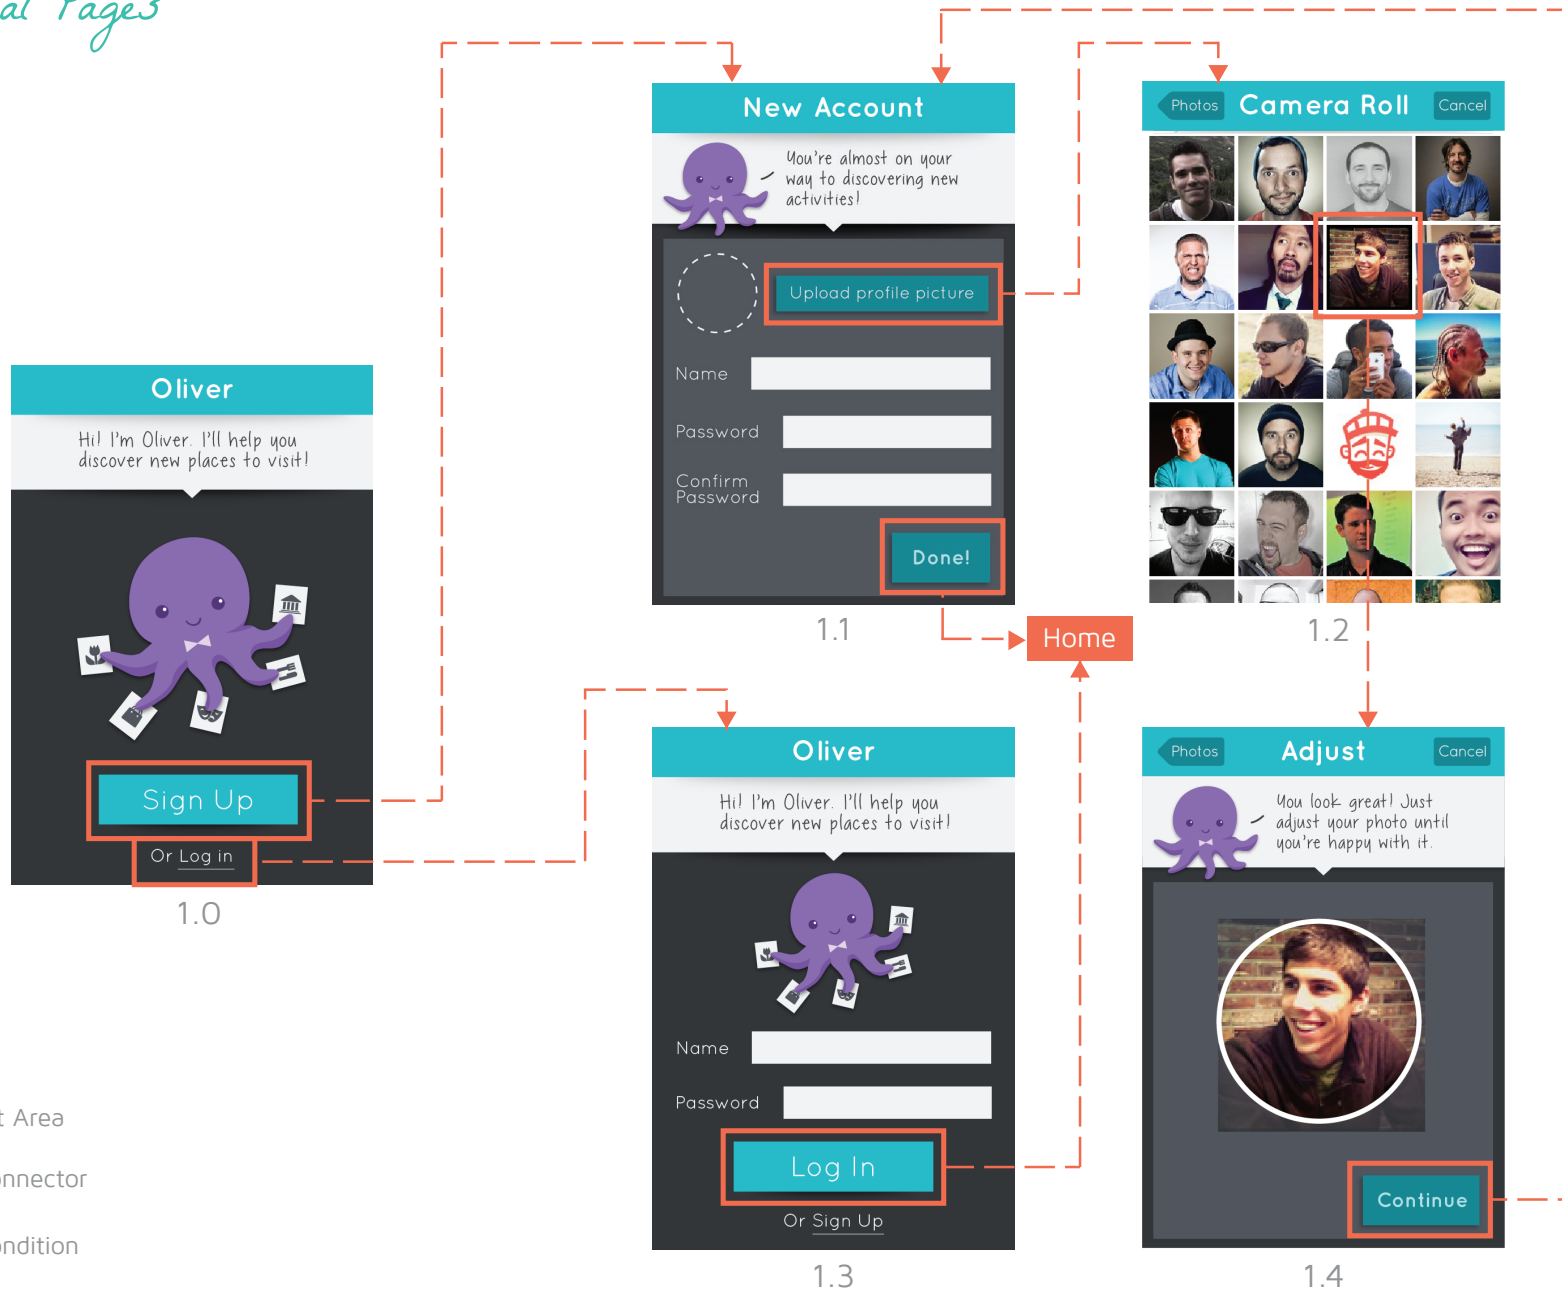 Pages
New Account
You're almost on your
way to discovering new
activities!
Upload profile picture
Name
Password
Confirm
Password
Done!
1.1
Photos
Camera Roll
Cancel
1.2
Home
Oliver
Hi! I'm Oliver. I'll help you
discover new places to visit!
Sign Up
Or Log in
1.0
Oliver
Hi! I'm Oliver. I'll help you
discover new places to visit!
Name
Password
Log In
Or Sign Up
1.3
Photos
Adjust
Cancel
You look great! Just
adjust your photo until
you're happy with it.
Continue
1.4
t Area
nnector
ndition